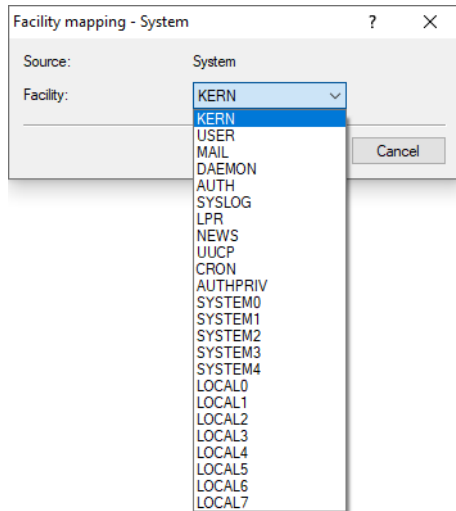 Facility mapping - System ?
Source: System
Facility: KERN
KERN
USER
MAIL
DAEMON
AUTH
SYSLOG
LPR
NEWS
UUCP
CRON
AUTHPRIV
SYSTEM0
SYSTEM1
SYSTEM2
SYSTEM3
SYSTEM4
LOCAL0
LOCAL1
LOCAL2
LOCAL3
LOCAL4
LOCAL5
LOCAL6
LOCAL7
Cancel